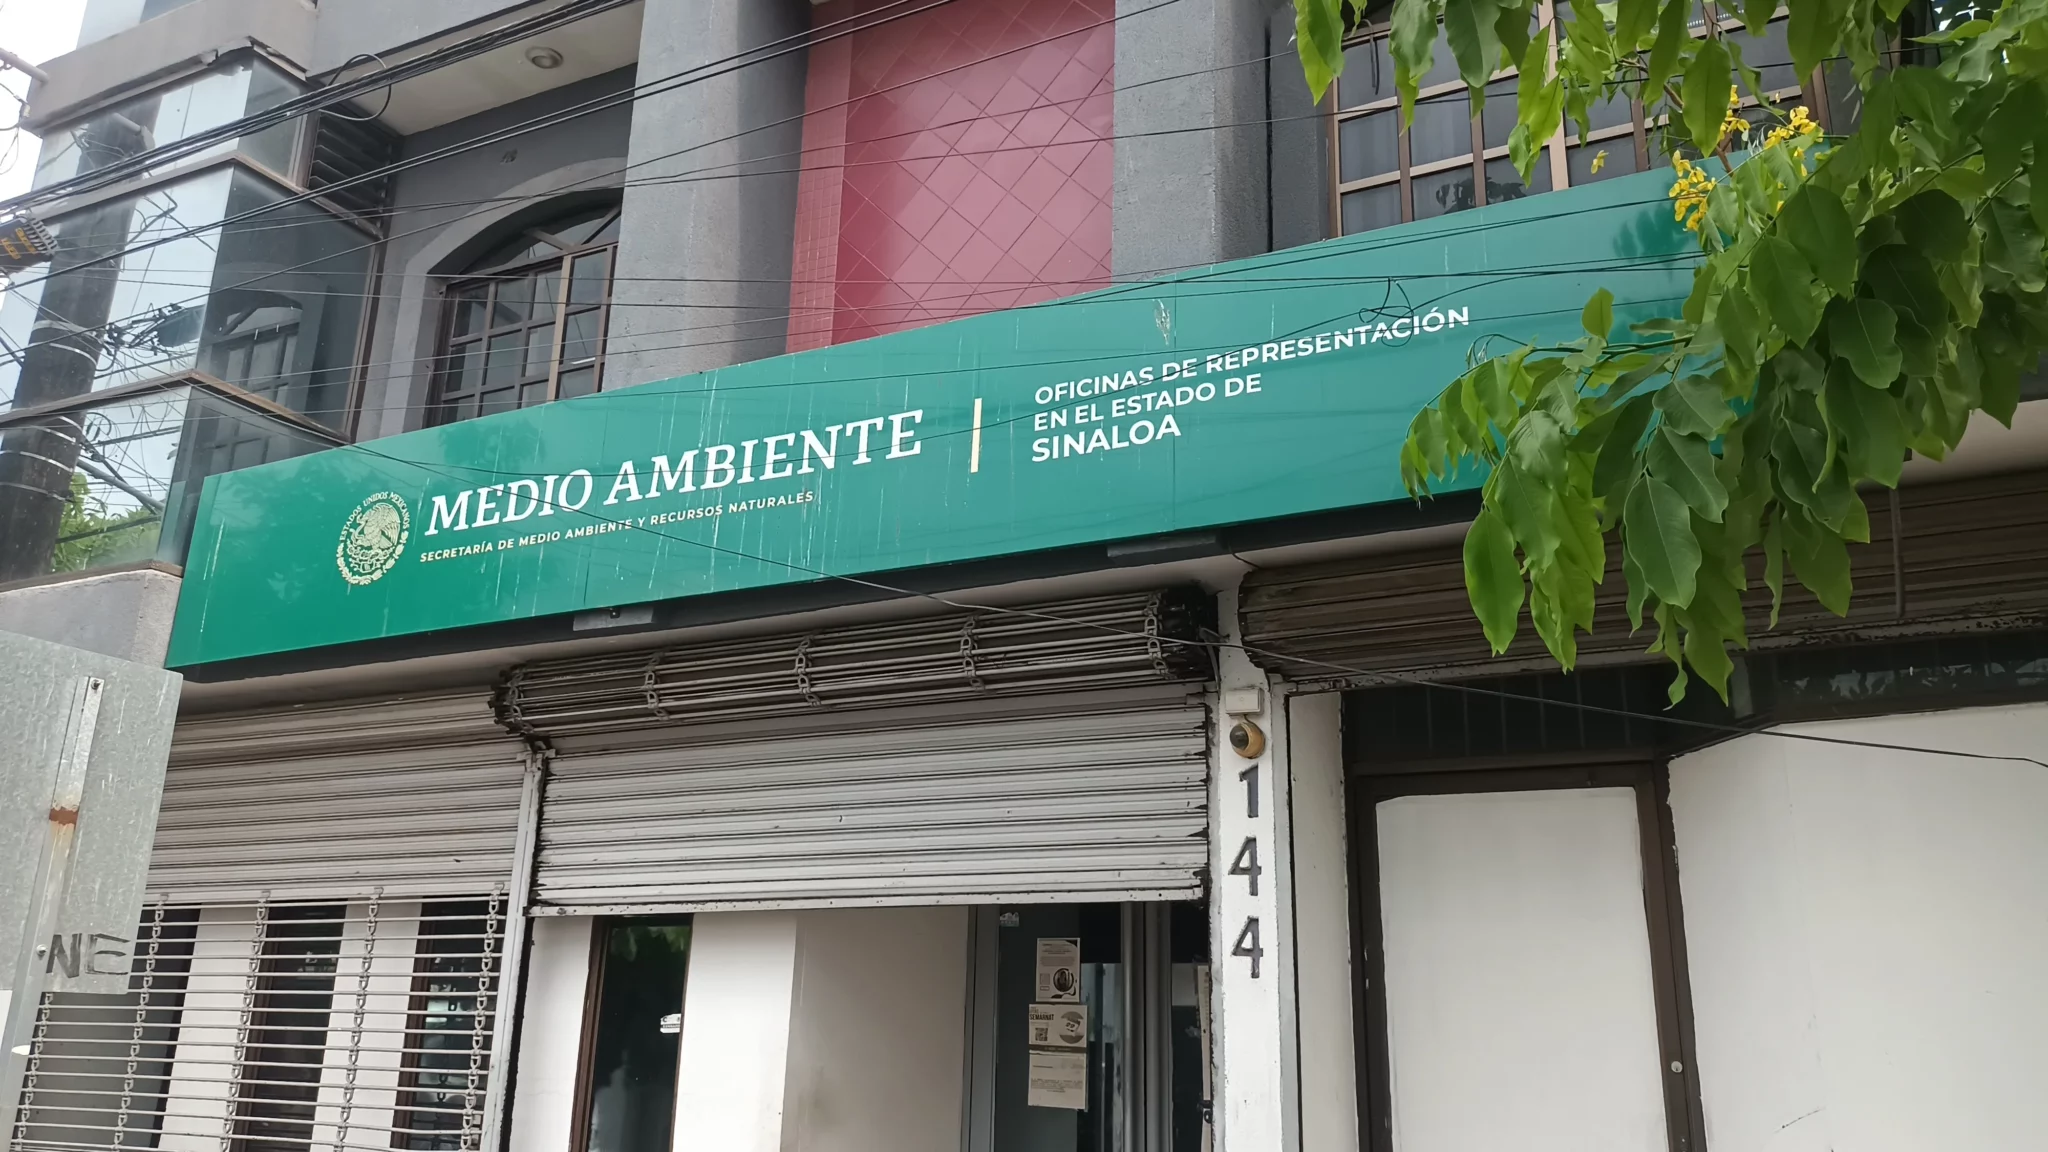 ESTADOS UNIDOS MEXICANOS
MEDIO AMBIENTE
SECRETARÍA DE MEDIO AMBIENTE Y RECURSOS NATURALES
OFICINAS DE REPRESENTACIÓN
EN EL ESTADO DE
SINALOA
144
NE
SEMARNAT